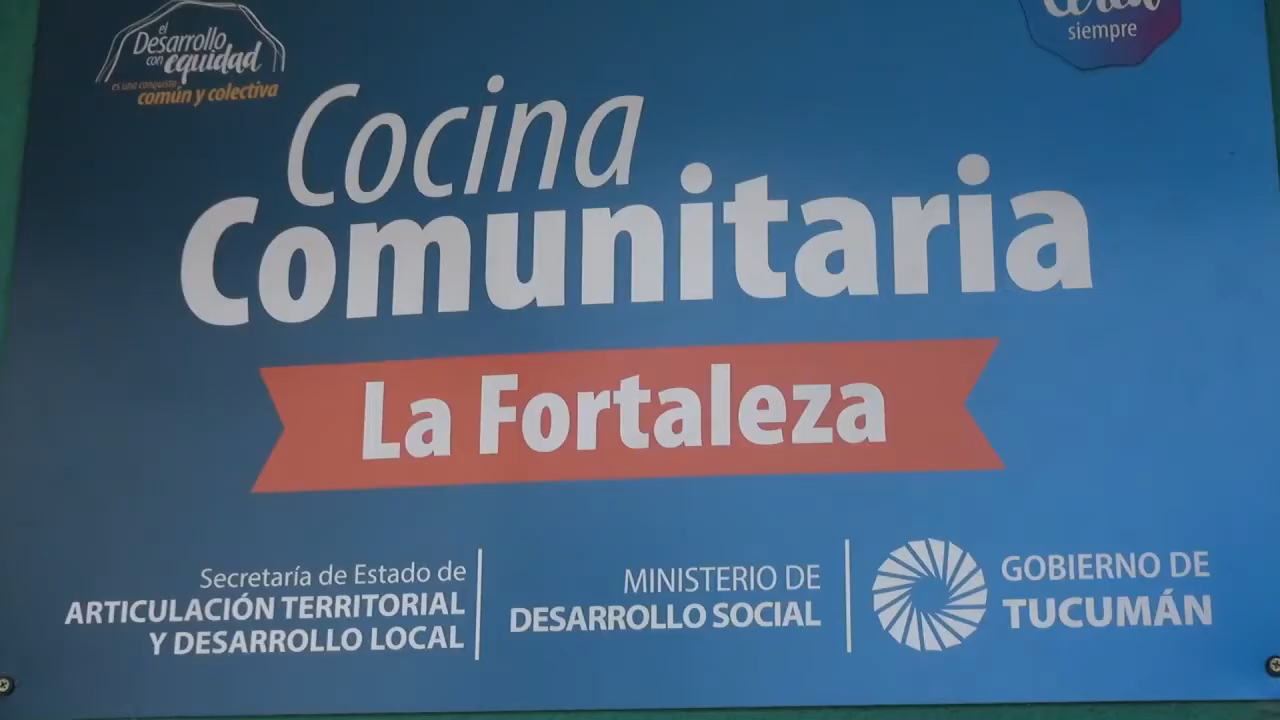 el
Desarrollo
con equidad
es una conquista
común y colectiva
siempre
Cocina
Comunitaria
La Fortaleza
Secretaría de Estado de
ARTICULACIÓN TERRITORIAL
Y DESARROLLO LOCAL
MINISTERIO DE
DESARROLLO SOCIAL
GOBIERNO DE
TUCUMÁN